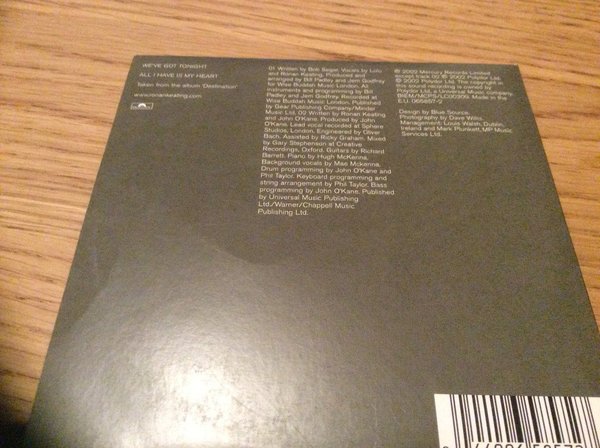 WE'VE GOT TONIGHT
ALL I HAVE IS MY HEART
Taken from the album 'Destination'
www.ronankeating.com
polydor
01 Written by Bob Seger. Vocals by Lulu
and Ronan Keating. Produced and
arranged by Bill Padley and Jem Godfrey
for Wise Buddah Music London. All
instruments and programming by Bill
Padley and Jem Godfrey. Recorded at
Wise Buddah Music London. Published by
Gear Publishing Company/Minder
Music Ltd. 02 Written by Ronan Keating
and John O'Kane. Produced by John
O'Kane. Lead vocal recorded at Sphere
Studios, London. Engineered by Oliver
Bach. Assisted by Ricky Graham. Mixed
by Gary Stephenson at Creative
Recordings, Oxford. Guitars by Richard
Barrett. Piano by Hugh McKenna.
Background vocals by Mae Mckenna.
Drum programming by John O'Kane and
Phil Taylor. Keyboard programming and
string arrangement by Phil Taylor. Bass
programming by John O'Kane. Published
by Universal Music Publishing
Ltd./Warner/Chappell Music
Publishing Ltd.
℗ 2002 Mercury Records Limited
except track 02 ℗ 2002 Polydor Ltd.
© 2002 Polydor Ltd. The copyright in
this sound recording is owned by
Polydor Ltd. a Universal Music company.
BIEM/MCPS/LC00309. Made in the
E.U. 065857-2
Design by Blue Source.
Photography by Dave Willis.
Management: Louis Walsh, Dublin,
Ireland and Mark Plunkett, MP Music
Services Ltd.